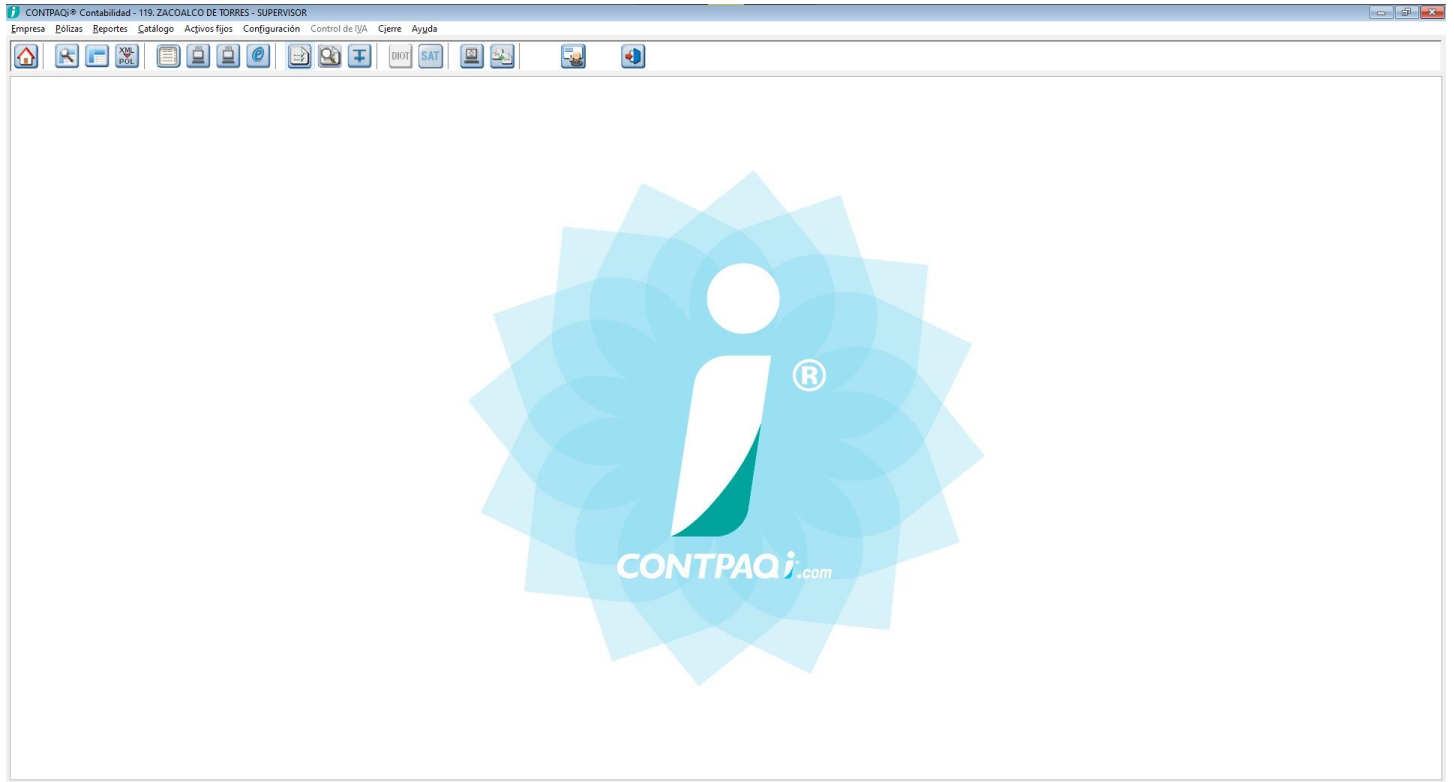 CONTPAQi® Contabilidad - 119. ZACOALCO DE TORRES - SUPERVISOR
Empresa Pólizas Reportes Catálogo Activos fijos Configuración Control de IVA Cierre Ayuda
XML POL DIOT SAT
®
CONTPAQi.com